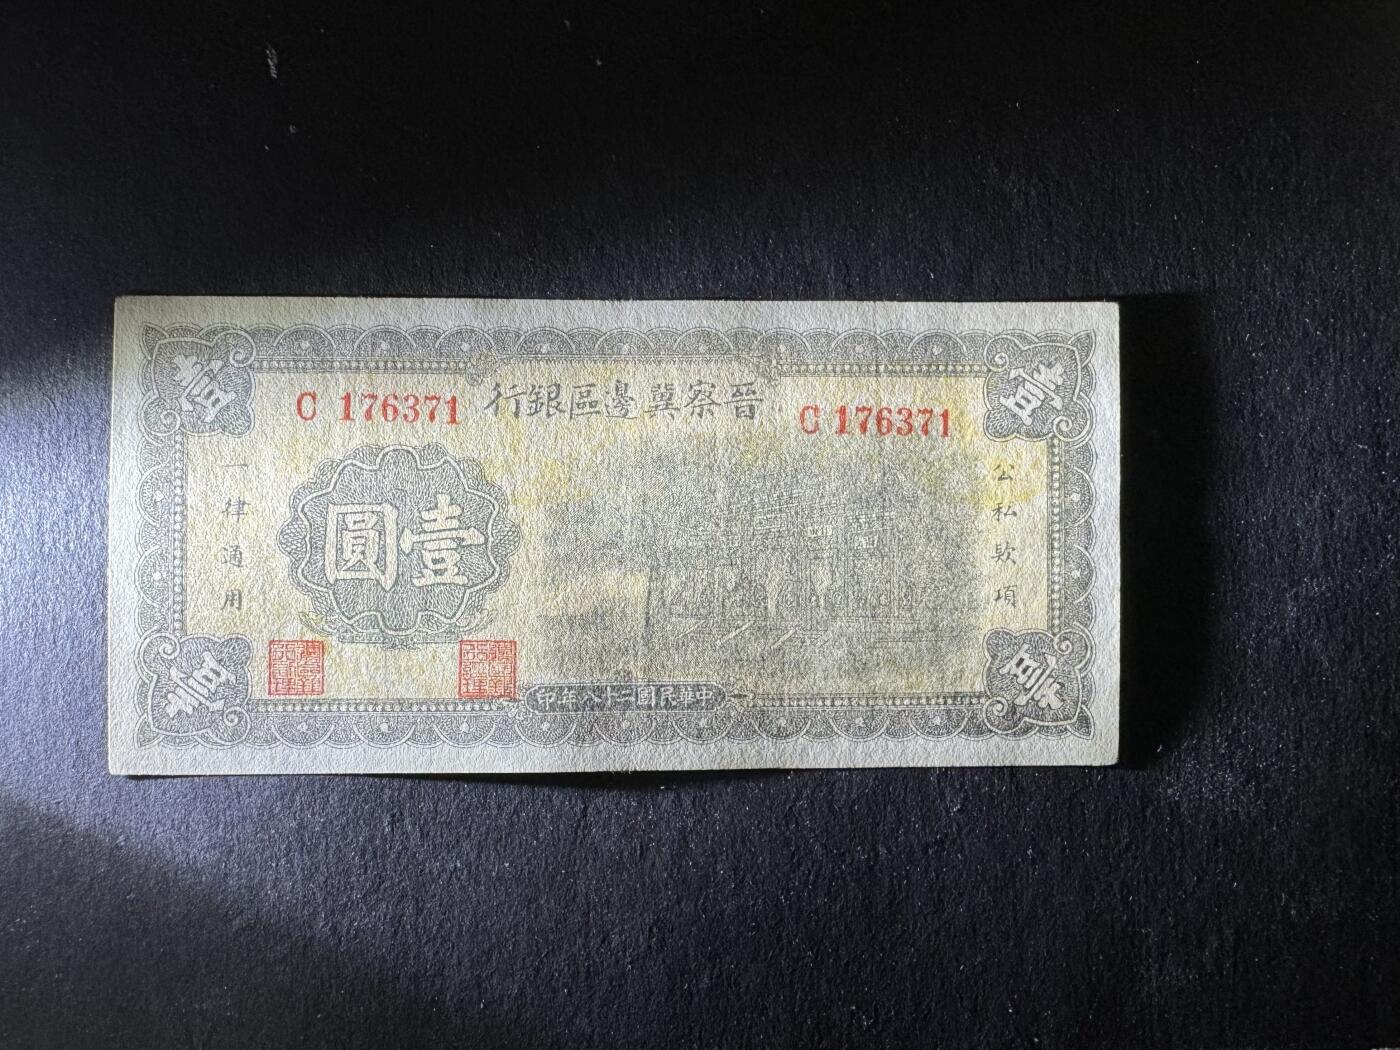 晉察冀邊區銀行
C 176371
C 176371
公私款項
一律通用
壹圓
壹
壹
壹
壹
中華民國二十八年印